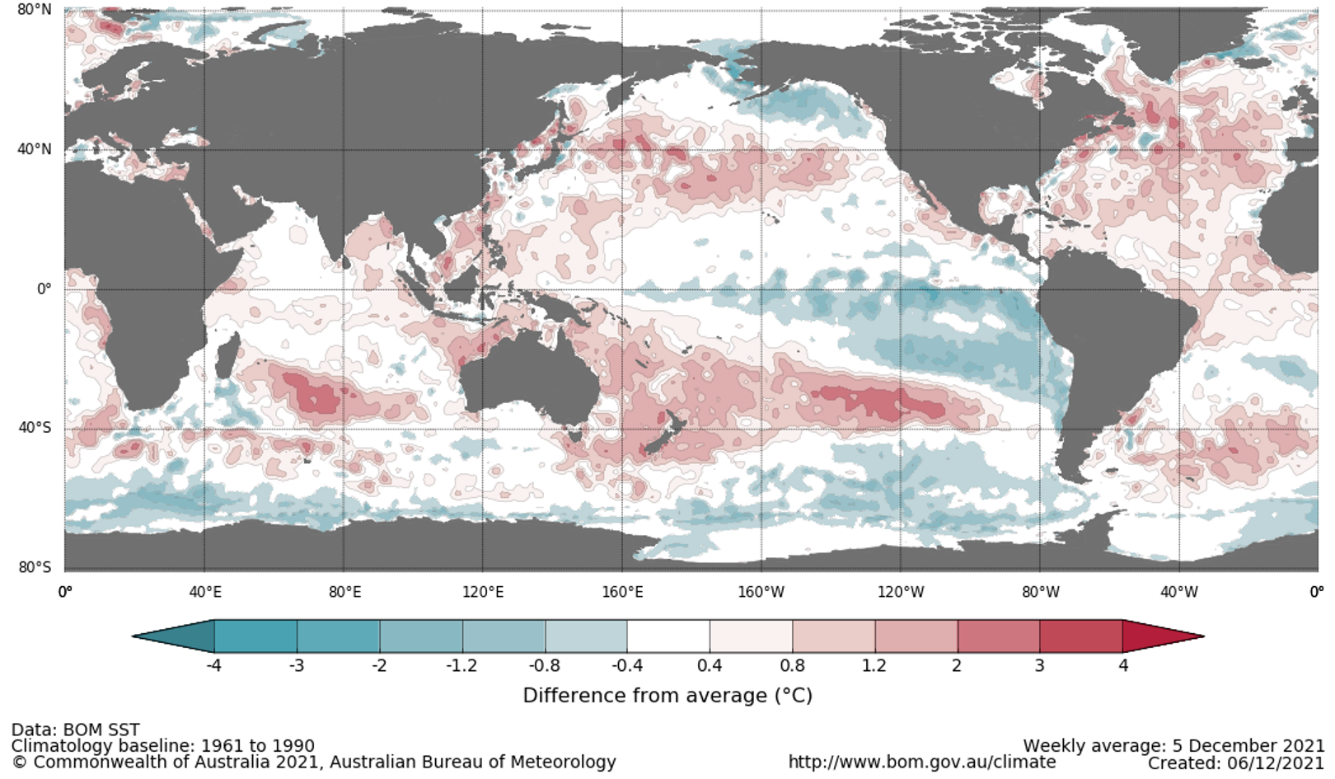 80°N
40°N
0°
40°S
80°S
0° 40°E 80°E 120°E 160°E 160°W 120°W 80°W 40°W 0°
-4 -3 -2 -1.2 -0.8 -0.4 0.4 0.8 1.2 2 3 4
Difference from average (°C)
Data: BOM SST
Climatology baseline: 1961 to 1990
Weekly average: 5 December 2021
© Commonwealth of Australia 2021, Australian Bureau of Meteorology
http://www.bom.gov.au/climate
Created: 06/12/2021